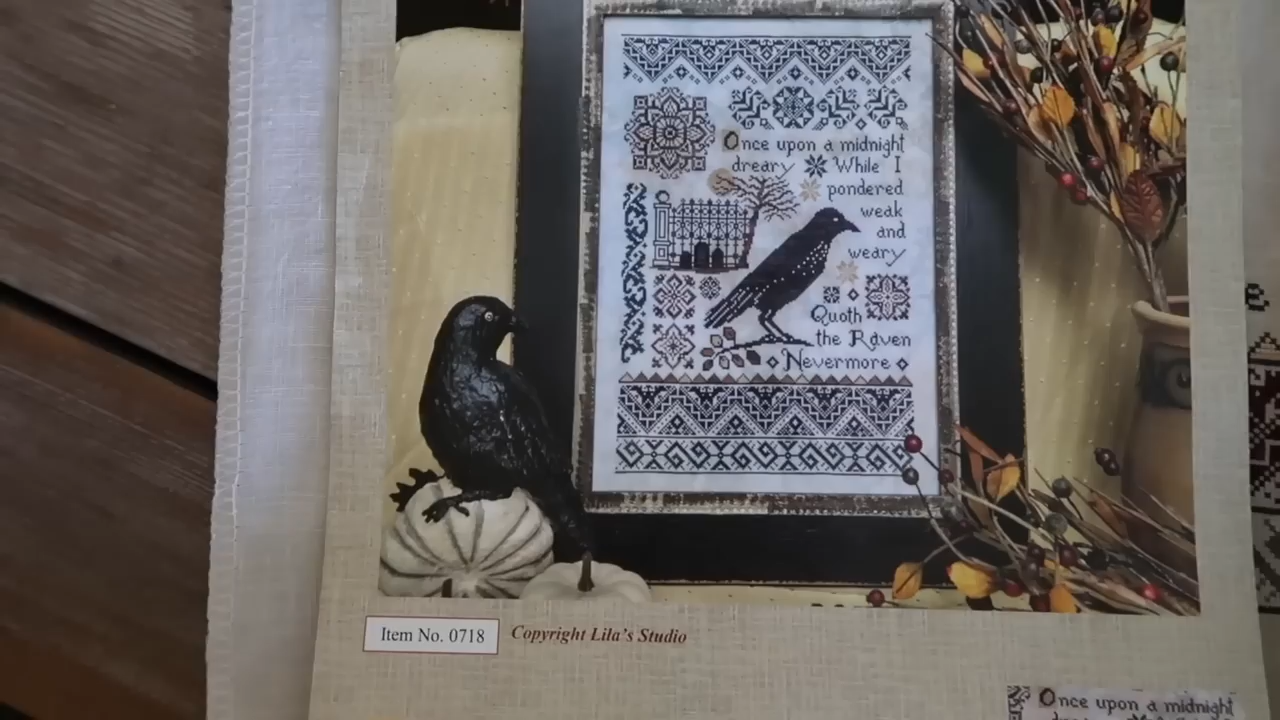 Once upon a midnight
dreary While I
pondered
weak
and
weary
Quoth
the Raven
Nevermore
Item No. 0718
Copyright Lila's Studio
Once upon a midnight